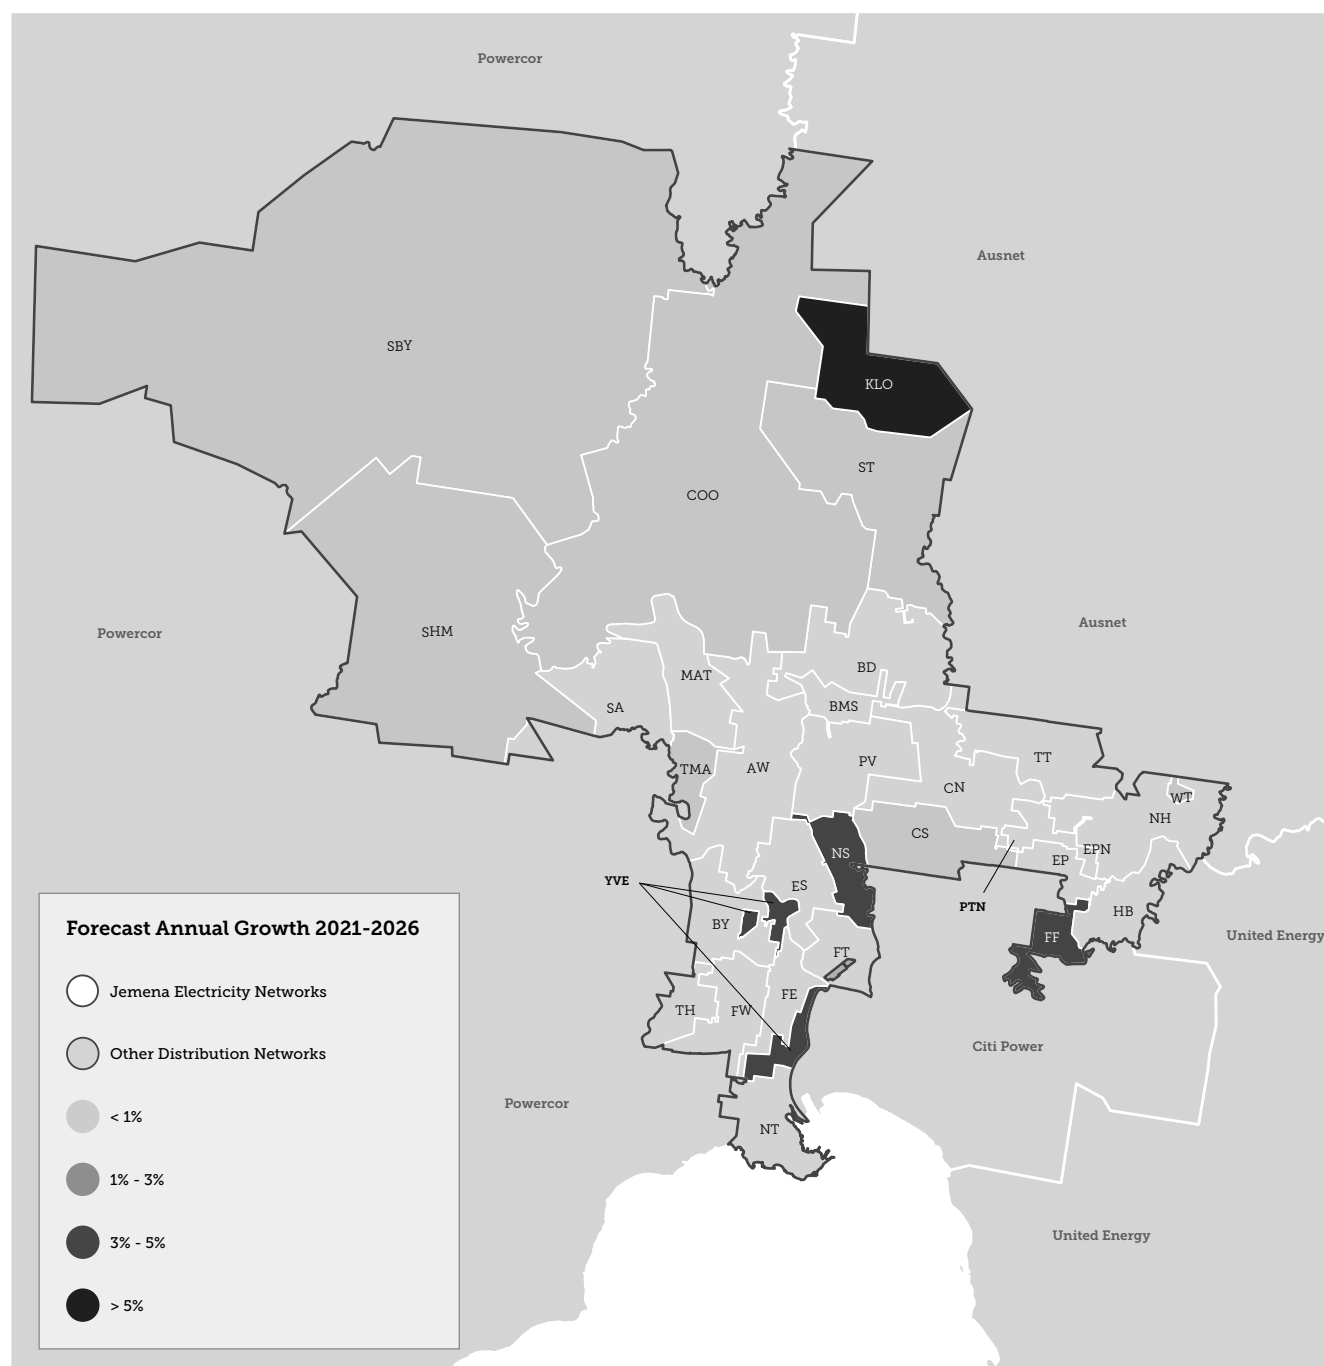 Powercor
Ausnet
SBY
KLO
ST
COO
Powercor
SHM
Ausnet
MAT
BD
SA
BMS
TMA
AW
PV
TT
CN
WT
NH
CS
NS
EPN
EP
YVE
ES
PTN
HB
BY
FF
United Energy
FT
FE
TH
FW
Citi Power
Powercor
NT
United Energy
Forecast Annual Growth 2021-2026
Jemena Electricity Networks
Other Distribution Networks
< 1%
1% - 3%
3% - 5%
> 5%